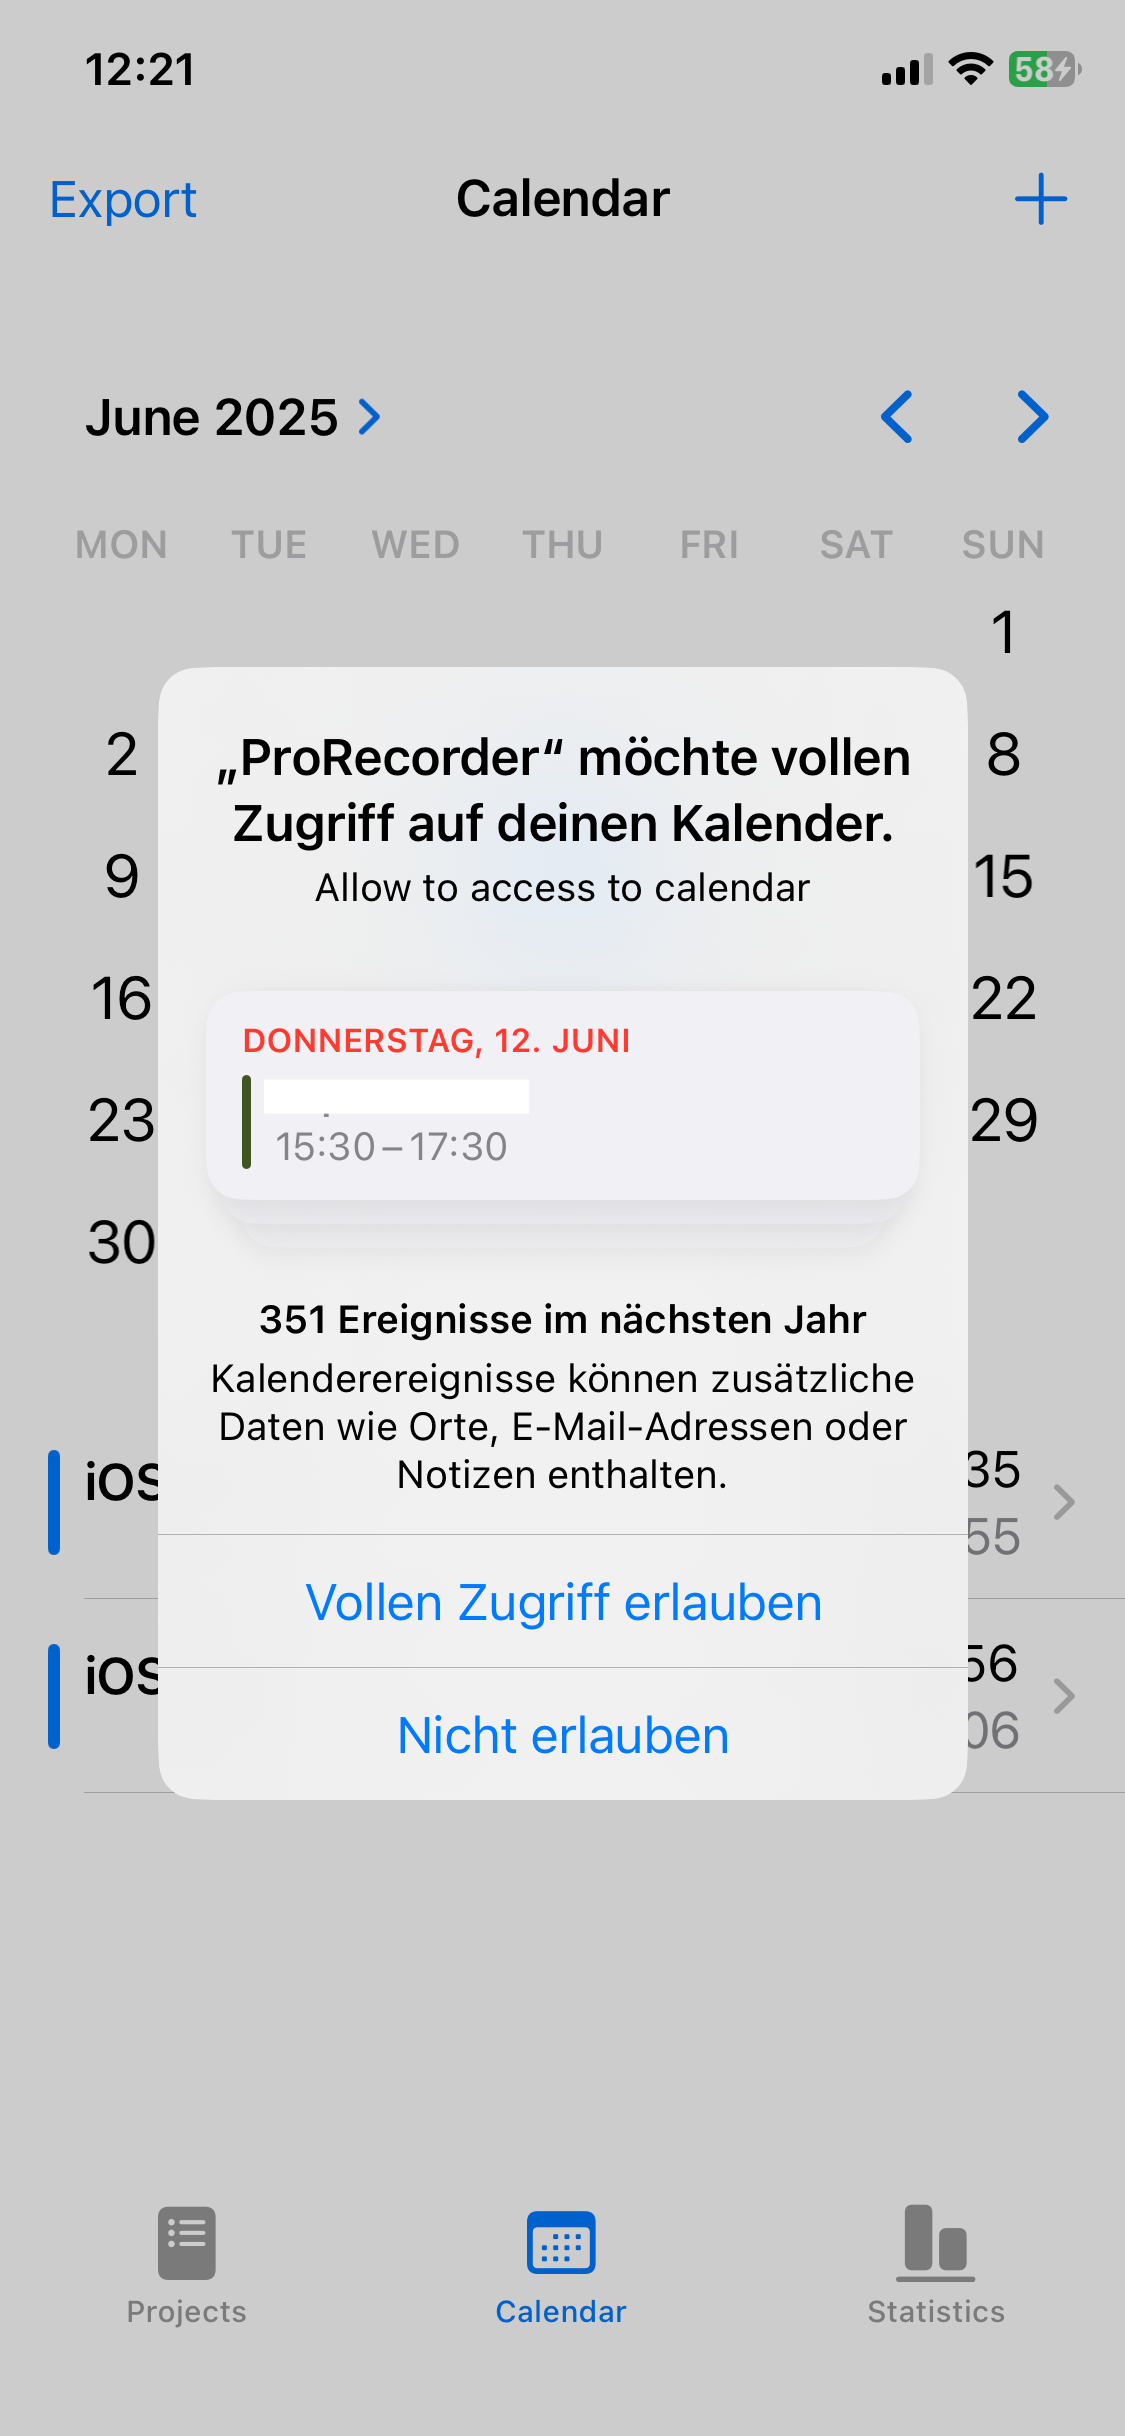 12:21
58
Export
Calendar
June 2025
MON TUE WED THU FRI SAT SUN
1
2
8
9
15
16
22
23
29
30
„ProRecorder“ möchte vollen
Zugriff auf deinen Kalender.
Allow to access to calendar
DONNERSTAG, 12. JUNI
15:30 – 17:30
351 Ereignisse im nächsten Jahr
Kalenderereignisse können zusätzliche
Daten wie Orte, E-Mail-Adressen oder
Notizen enthalten.
iOS
35
55
Vollen Zugriff erlauben
iOS
56
06
Nicht erlauben
Projects
Calendar
Statistics